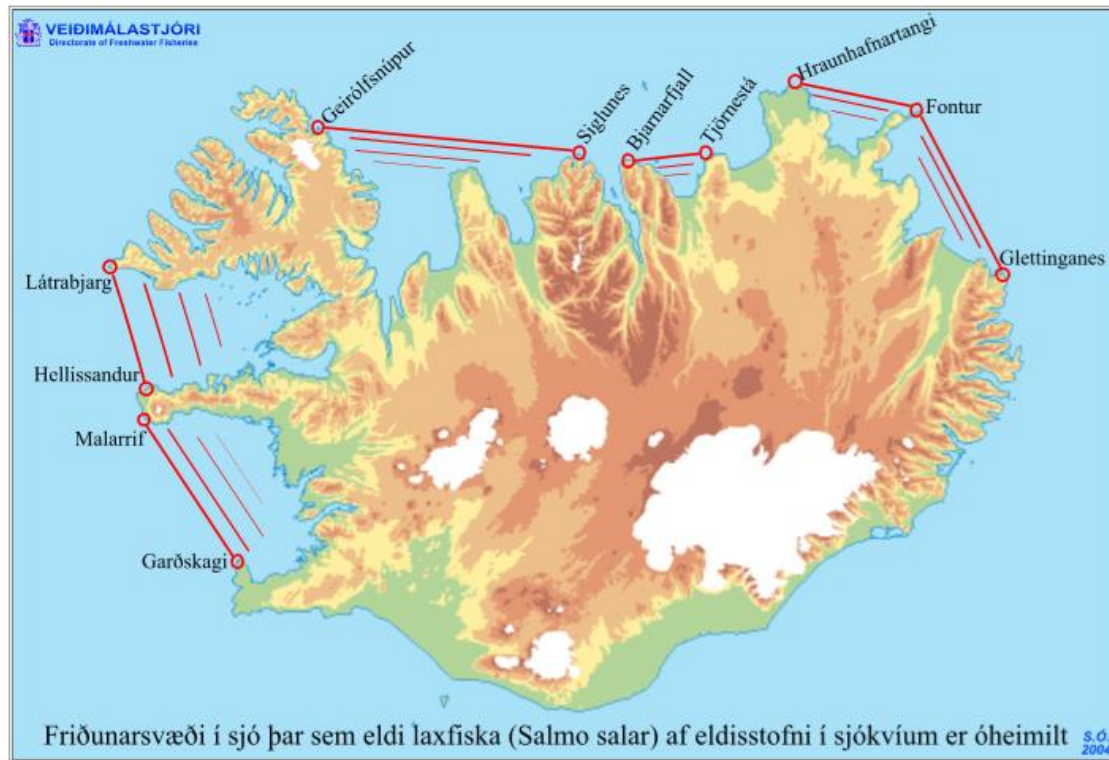 VEIÐIMÁLASTJÓRI
Directorate of Freshwater Fisheries
Geirólfsnúpur
Siglunes
Bjarnarfjall
Tjörnestá
Hraunhafnartangi
Fontur
Glettinganes
Látrabjarg
Hellissandur
Malarrif
Garðskagi
Friðunarsvæði í sjó þar sem eldi laxfiska (Salmo salar) af eldisstofni í sjókvíum er óheimilt
S.Ó.
2004